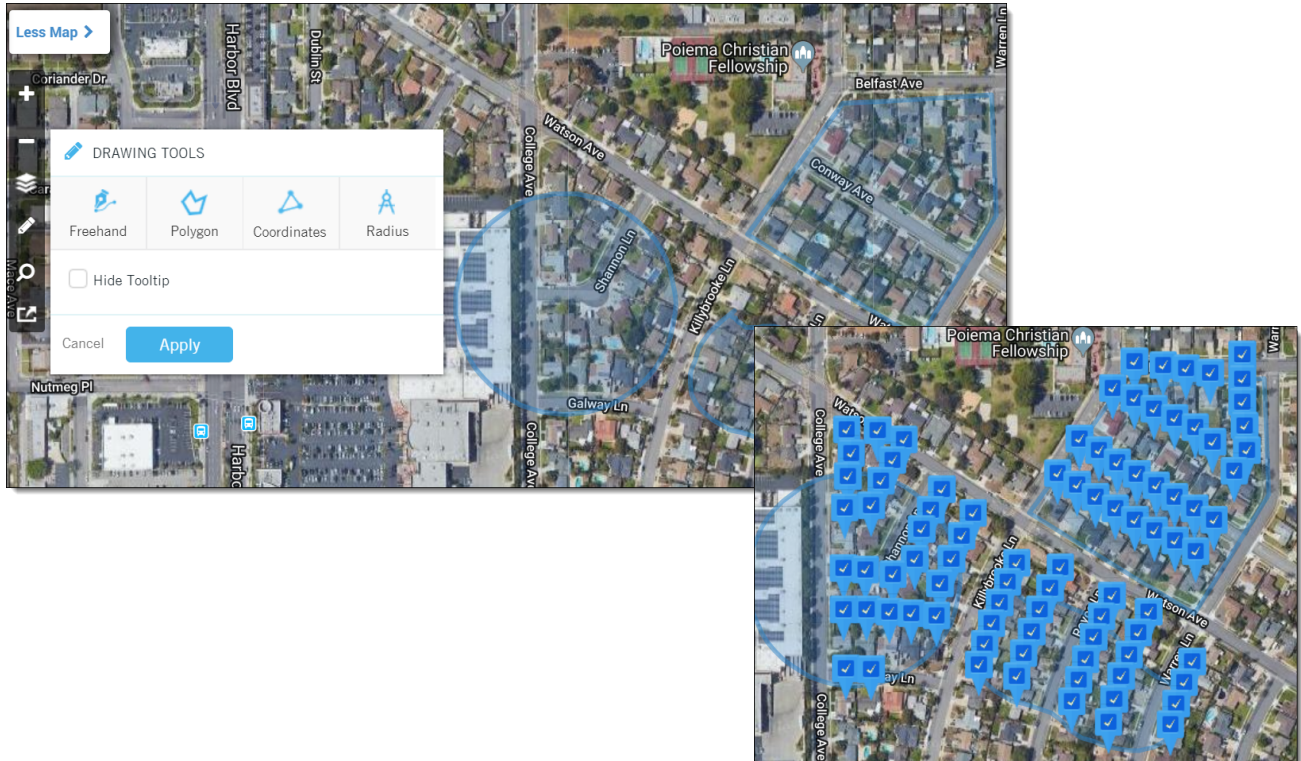 Less Map
Coriander Dr
Harbor Blvd
Dublin St
Poiema Christian
Fellowship
Warren Ln
Belfast Ave
College Ave
Watson Ave
DRAWING TOOLS
Conway Ave
Freehand
Polygon
Coordinates
Radius
Shannon Ln
Hide Tooltip
Killybrooke Ln
Cancel
Apply
Nutmeg Pl
Galway Ln
College Ave
Poiema Christian
Fellowship
College Ave
Killybrooke Ln
Watson Ave
Warren Ln
College Ave